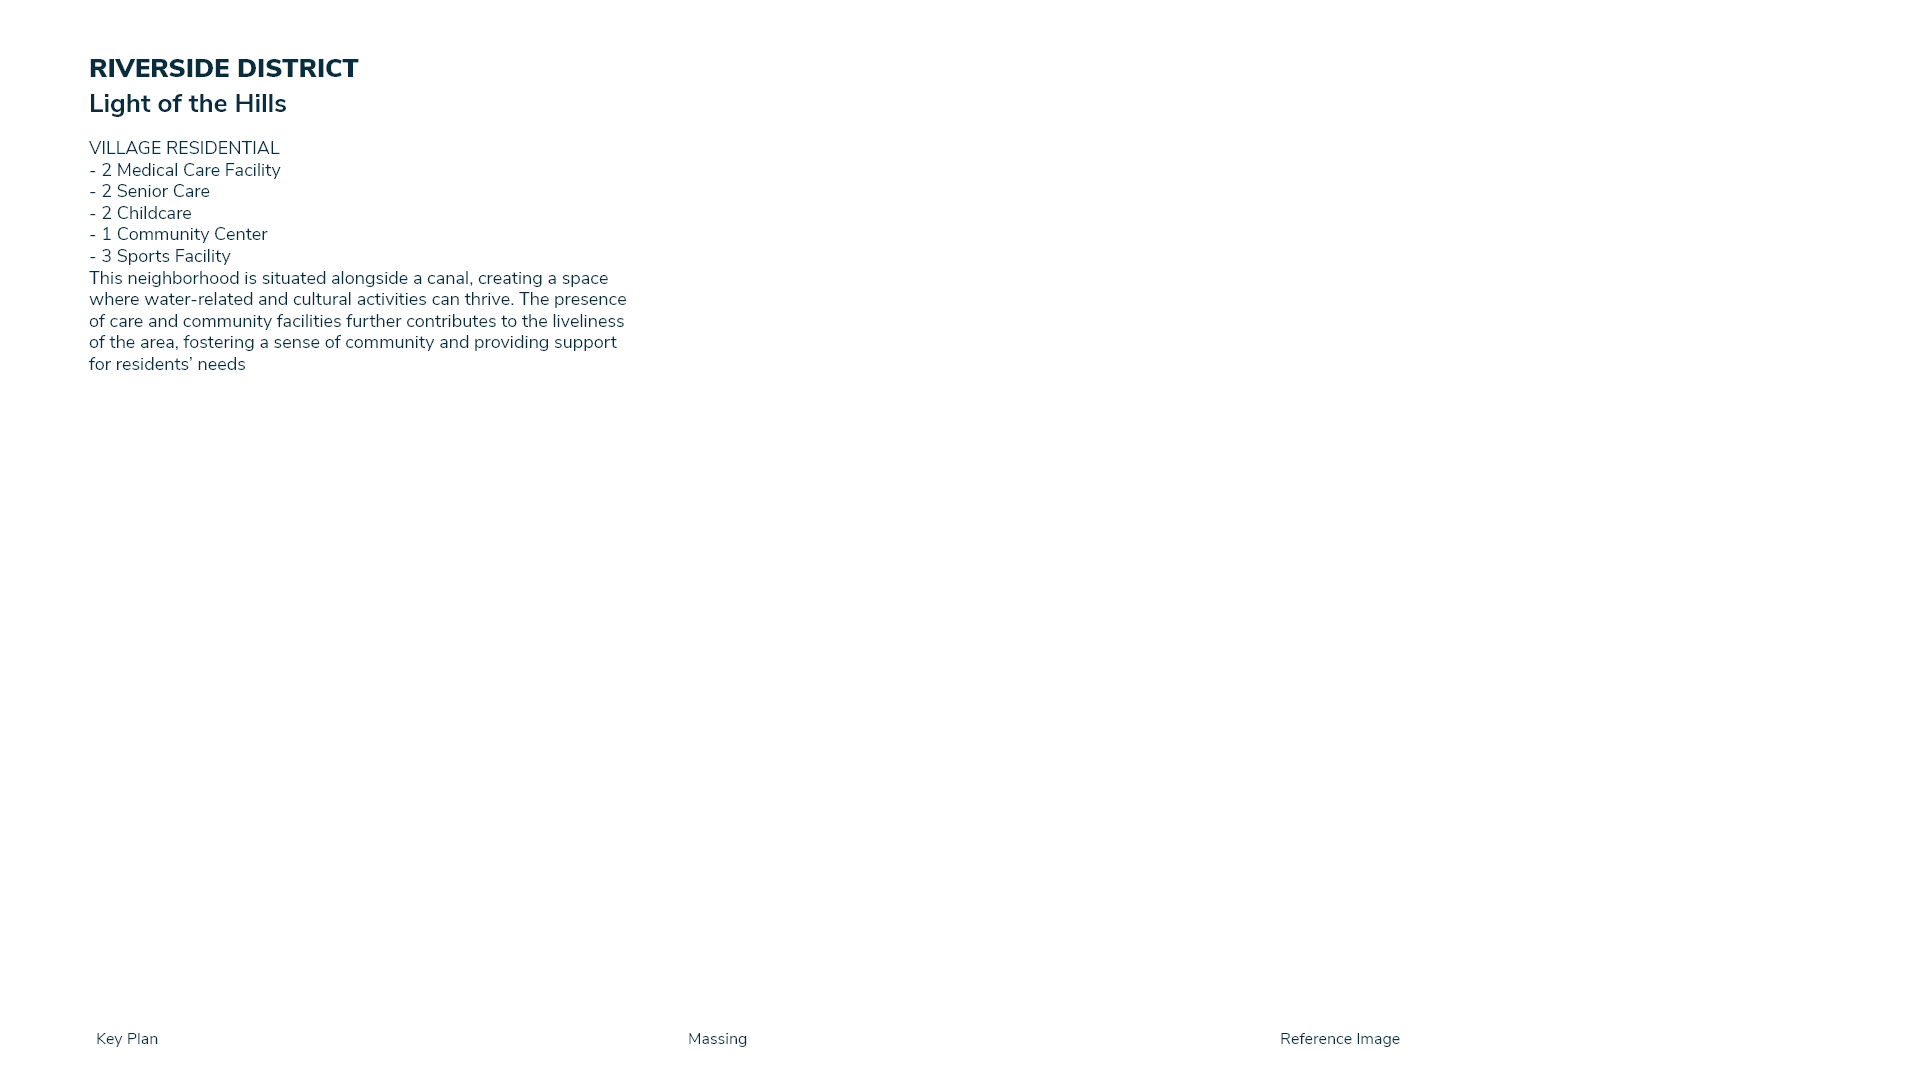 RIVERSIDE DISTRICT
Light of the Hills
VILLAGE RESIDENTIAL
- 2 Medical Care Facility
- 2 Senior Care
- 2 Childcare
- 1 Community Center
- 3 Sports Facility
This neighborhood is situated alongside a canal, creating a space
where water-related and cultural activities can thrive. The presence
of care and community facilities further contributes to the liveliness
of the area, fostering a sense of community and providing support
for residents’ needs
Key Plan
Massing
Reference Image